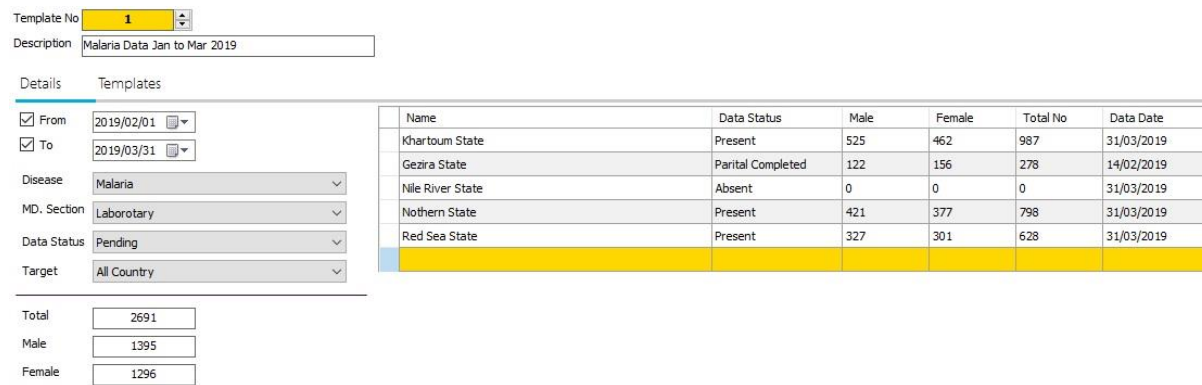 Template No 1
Description Malaria Data Jan to Mar 2019
Details Templates
From 2019/02/01
To 2019/03/31
Disease Malaria
MD. Section Laborotary
Data Status Pending
Target All Country
Total 2691
Male 1395
Female 1296
Name Data Status Male Female Total No Data Date
Khartoum State Present 525 462 987 31/03/2019
Gezira State Parital Completed 122 156 278 14/02/2019
Nile River State Absent 0 0 0 31/03/2019
Nothern State Present 421 377 798 31/03/2019
Red Sea State Present 327 301 628 31/03/2019